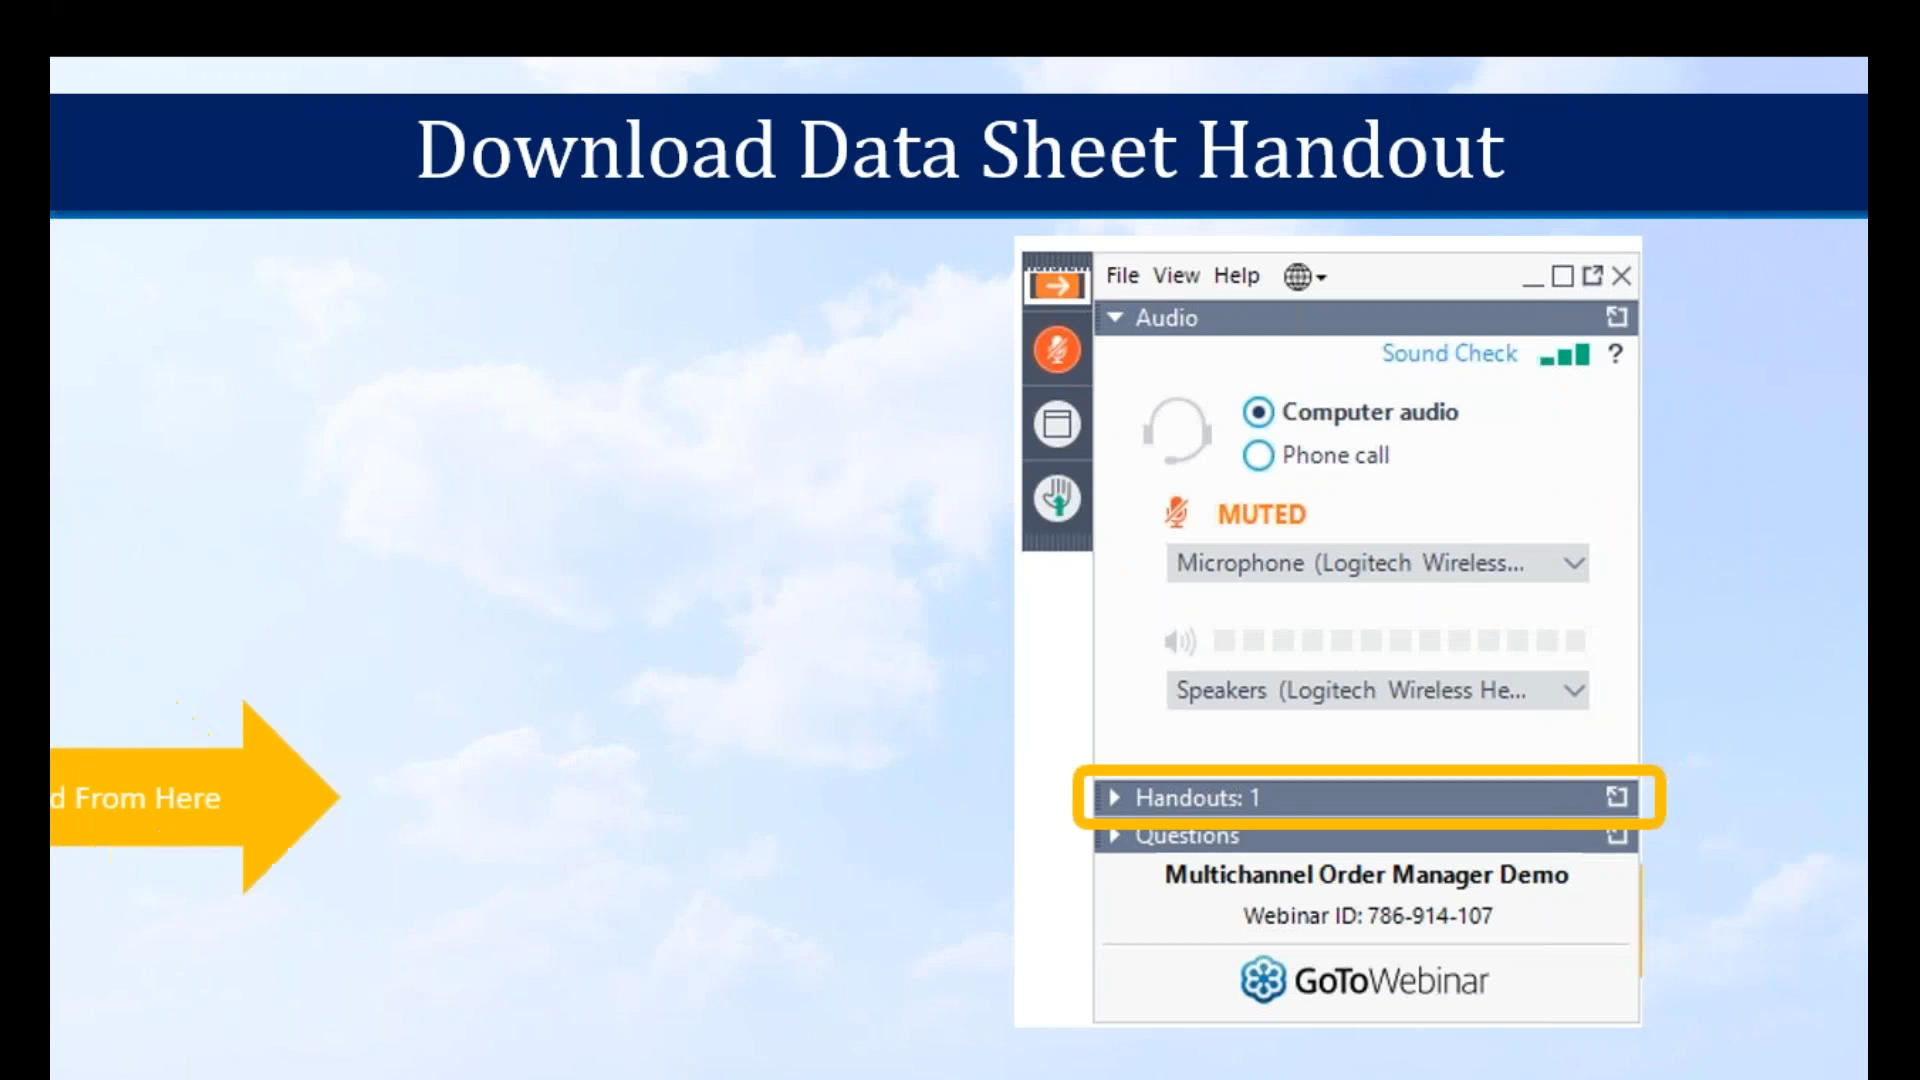 Download Data Sheet Handout
File View Help
Audio
Sound Check ?
Computer audio
Phone call
MUTED
Microphone (Logitech Wireless...
Speakers (Logitech Wireless He...
d From Here
Handouts: 1
Questions
Multichannel Order Manager Demo
Webinar ID: 786-914-107
GoToWebinar